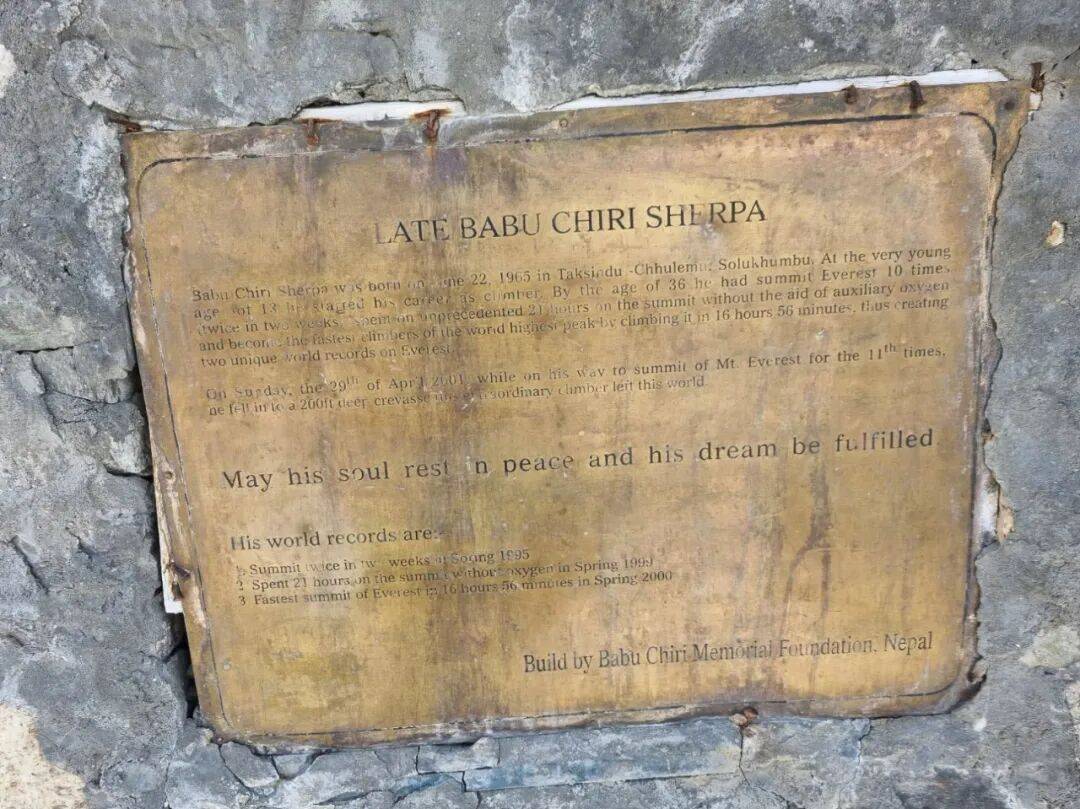 LATE BABU CHIRI SHERPA
Babu Chiri Sherpa was born on June 22, 1965 in Taksindu -Chhulemu, Solukhumbu. At the very young
age of 13 he started his career as climber. By the age of 36 he had summit Everest 10 times,
twice in two weeks, spent on unprecedented 21 hours on the summit without the aid of auxiliary oxygen
and become the fastest climbers of the world highest peak by climbing it in 16 hours 56 minutes, thus creating
two unique world records on Everest.
On Sunday, the 29th of April 2001, while on his way to summit of Mt. Everest for the 11th times,
he fell in to a 200ft deep crevasse this extraordinary climber left this world
May his soul rest in peace and his dream be fulfilled
His world records are:-
1 Summit twice in two weeks in Spring 1995
2 Spent 21 hours on the summit without oxygen in Spring 1999
3 Fastest summit of Everest in 16 hours 56 minutes in Spring 2000
Build by Babu Chiri Memorial Foundation, Nepal